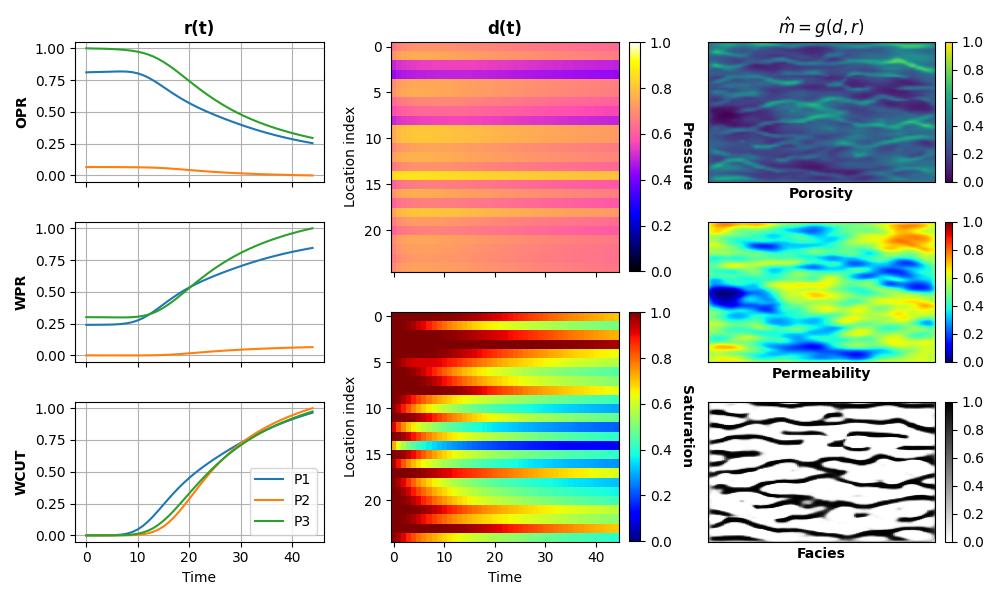 r(t)
1.00
0.75
0.50
0.25
0.00
OPR
1.00
0.75
0.50
0.25
0.00
WPR
1.00
0.75
0.50
0.25
0.00
WCUT
P1
P2
P3
0 10 20 30 40
Time
d(t)
0
5
10
15
20
Location index
1.0
0.8
0.6
0.4
0.2
0.0
Pressure
0
5
10
15
20
Location index
0 10 20 30 40
Time
1.0
0.8
0.6
0.4
0.2
0.0
Saturation
m̂ = g(d, r)
1.0
0.8
0.6
0.4
0.2
0.0
Porosity
1.0
0.8
0.6
0.4
0.2
0.0
Permeability
1.0
0.8
0.6
0.4
0.2
0.0
Facies